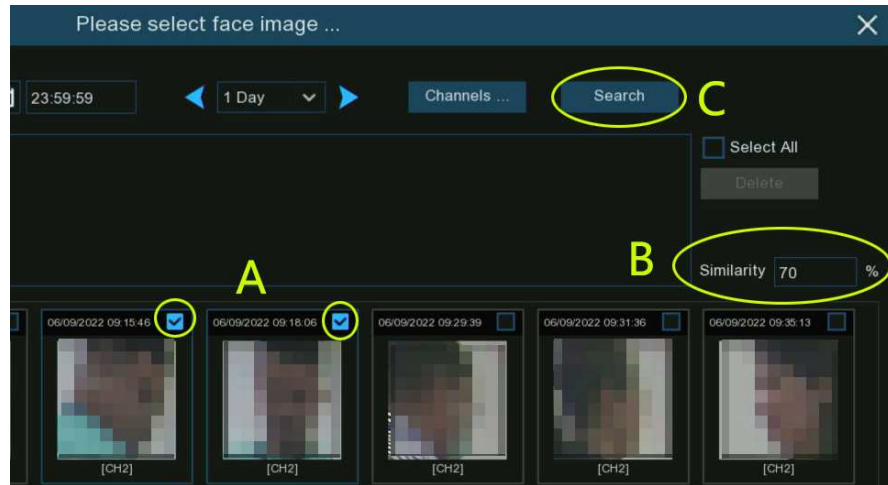 Please select face image ...
23:59:59
1 Day
Channels ...
Search
C
Select All
Delete
B
Similarity 70 %
A
06/09/2022 09:15:46
06/09/2022 09:18:06
06/09/2022 09:29:39
06/09/2022 09:31:36
06/09/2022 09:35:13
[CH2]
[CH2]
[CH2]
[CH2]
[CH2]